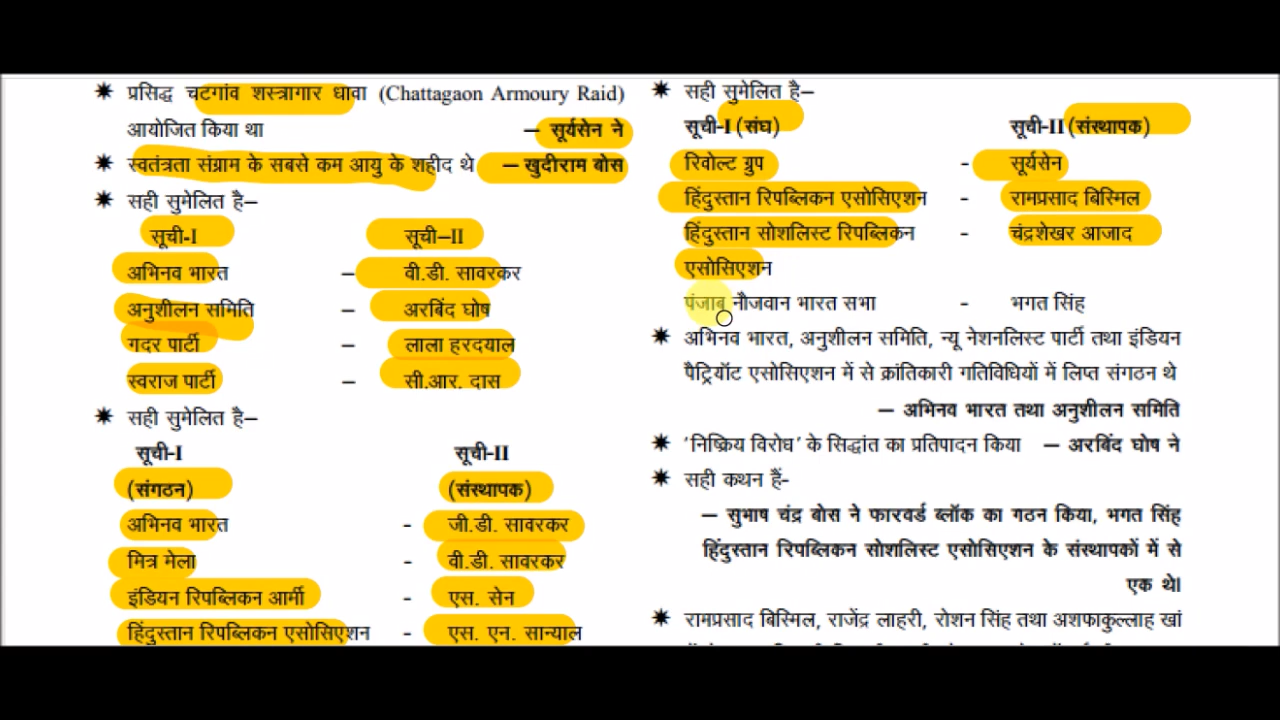 ✷ प्रसिद्ध चटगांव शस्त्रागार धावा (Chattagaon Armoury Raid)
आयोजित किया था – सूर्यसेन ने
✷ स्वतंत्रता संग्राम के सबसे कम आयु के शहीद थे – खुदीराम बोस
✷ सही सुमेलित है–
सूची-I सूची–II
अभिनव भारत – वी.डी. सावरकर
अनुशीलन समिति – अरबिंद घोष
गदर पार्टी – लाला हरदयाल
स्वराज पार्टी – सी.आर. दास
✷ सही सुमेलित है–
सूची-I सूची-II
(संगठन) (संस्थापक)
अभिनव भारत - जी.डी. सावरकर
मित्र मेला - वी.डी. सावरकर
इंडियन रिपब्लिकन आर्मी - एस. सेन
हिंदुस्तान रिपब्लिकन एसोसिएशन - एस. एन. सान्याल
✷ सही सुमेलित है–
सूची-I (संघ) सूची-II (संस्थापक)
रिवोल्ट ग्रुप - सूर्यसेन
हिंदुस्तान रिपब्लिकन एसोसिएशन - रामप्रसाद बिस्मिल
हिंदुस्तान सोशलिस्ट रिपब्लिकन - चंद्रशेखर आजाद
एसोसिएशन
पंजाब नौजवान भारत सभा - भगत सिंह
✷ अभिनव भारत, अनुशीलन समिति, न्यू नेशनलिस्ट पार्टी तथा इंडियन
पैट्रियॉट एसोसिएशन में से क्रांतिकारी गतिविधियों में लिप्त संगठन थे
– अभिनव भारत तथा अनुशीलन समिति
✷ 'निष्क्रिय विरोध' के सिद्धांत का प्रतिपादन किया – अरबिंद घोष ने
✷ सही कथन हैं-
– सुभाष चंद्र बोस ने फारवर्ड ब्लॉक का गठन किया, भगत सिंह
हिंदुस्तान रिपब्लिकन सोशलिस्ट एसोसिएशन के संस्थापकों में से
एक थे।
✷ रामप्रसाद बिस्मिल, राजेंद्र लाहरी, रोशन सिंह तथा अशफाकुल्लाह खां